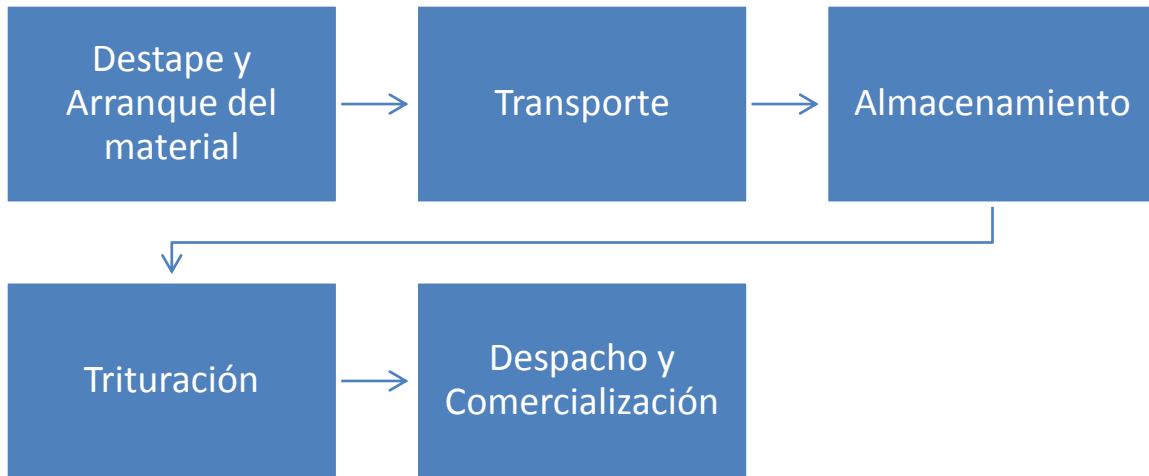 Destape y
Arranque del
material
Transporte
Almacenamiento
Trituración
Despacho y
Comercialización